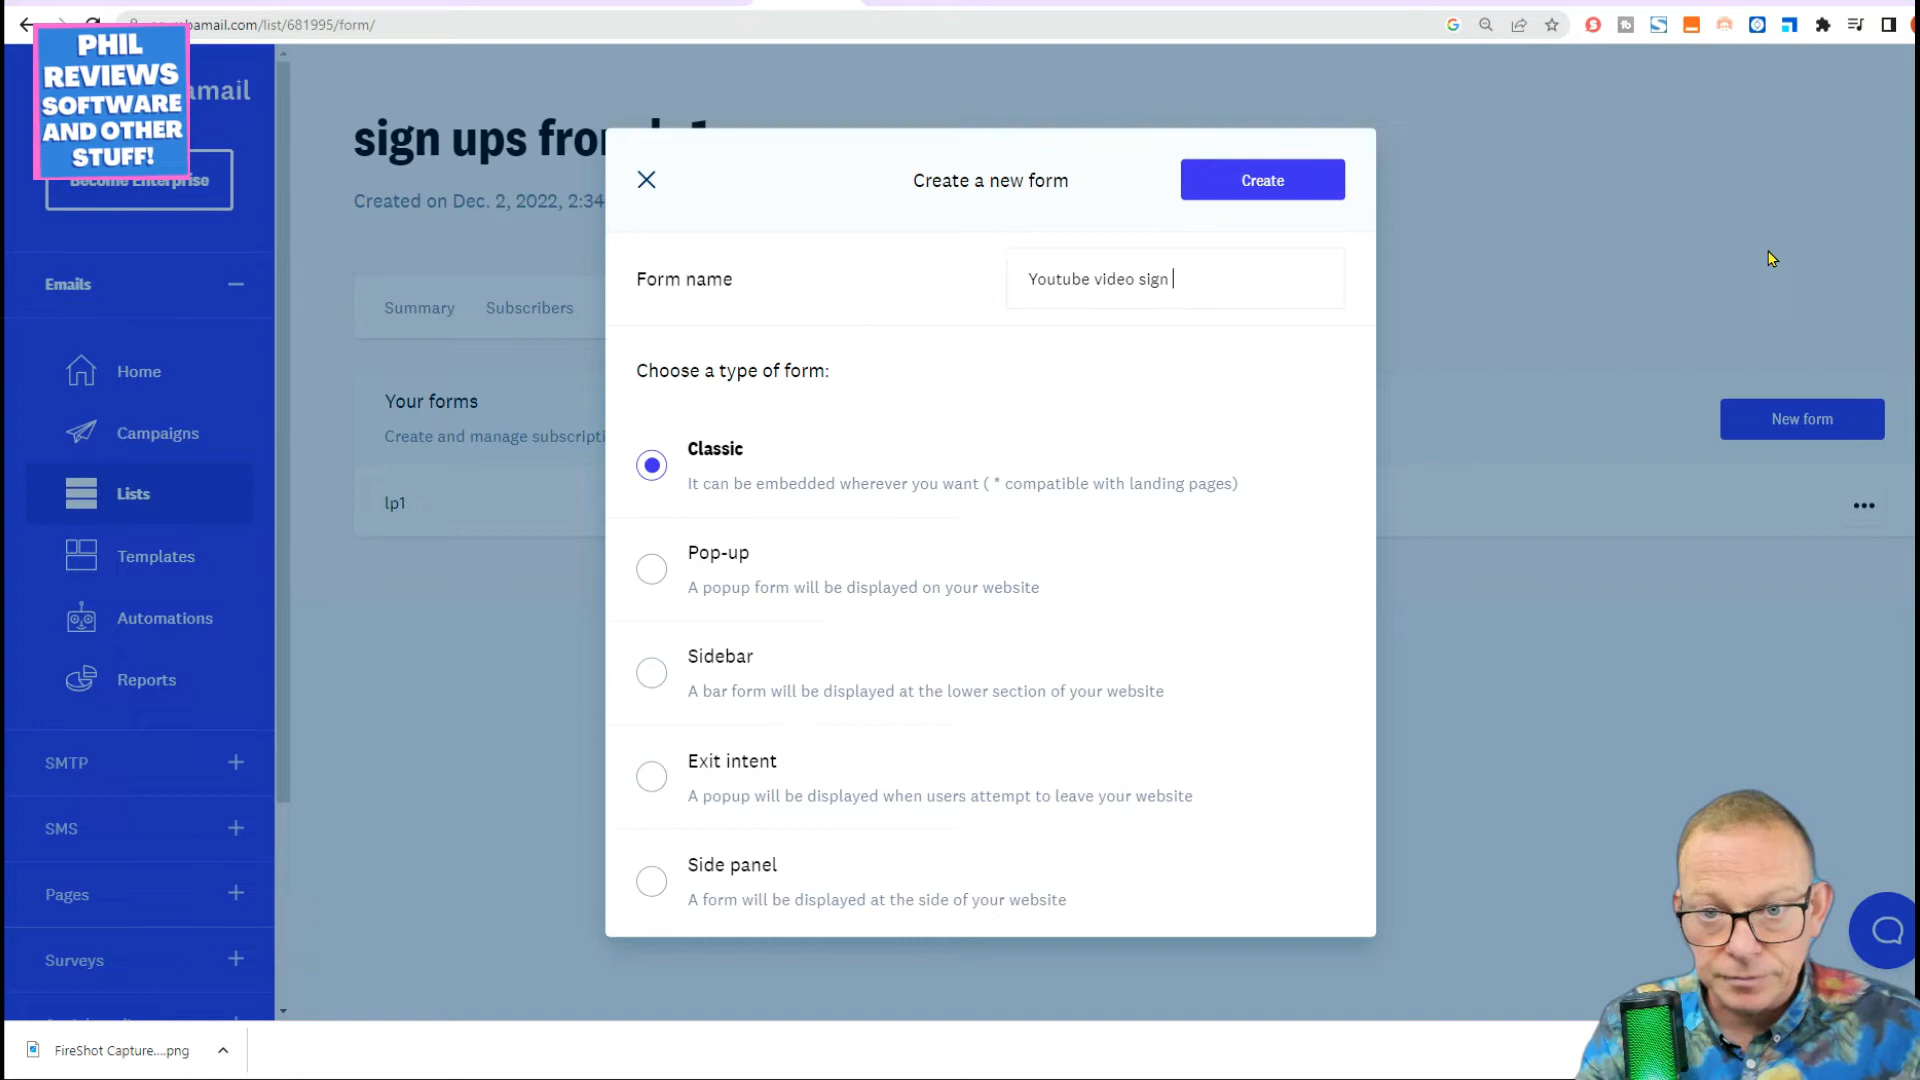 bamail.com/list/681995/form/
PHIL
REVIEWS
SOFTWARE
AND OTHER
STUFF!
amail
Become Enterprise
Emails
Home
Campaigns
Lists
Templates
Automations
Reports
SMTP
SMS
Pages
Surveys
sign ups from lp1
Created on Dec. 2, 2022, 2:34
Summary
Subscribers
Your forms
Create and manage subscripti
New form
lp1
Create a new form
Create
Form name
Youtube video sign
Choose a type of form:
Classic
It can be embedded wherever you want ( * compatible with landing pages)
Pop-up
A popup form will be displayed on your website
Sidebar
A bar form will be displayed at the lower section of your website
Exit intent
A popup will be displayed when users attempt to leave your website
Side panel
A form will be displayed at the side of your website
FireShot Capture....png